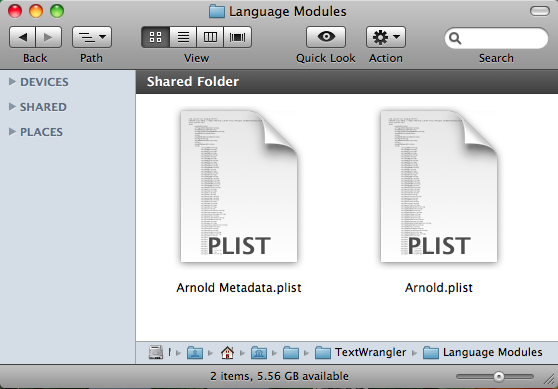 Language Modules
Back
Path
View
Quick Look
Action
Search
DEVICES
SHARED
PLACES
Shared Folder
PLIST
PLIST
Arnold Metadata.plist
Arnold.plist
TextWrangler
Language Modules
2 items, 5.56 GB available